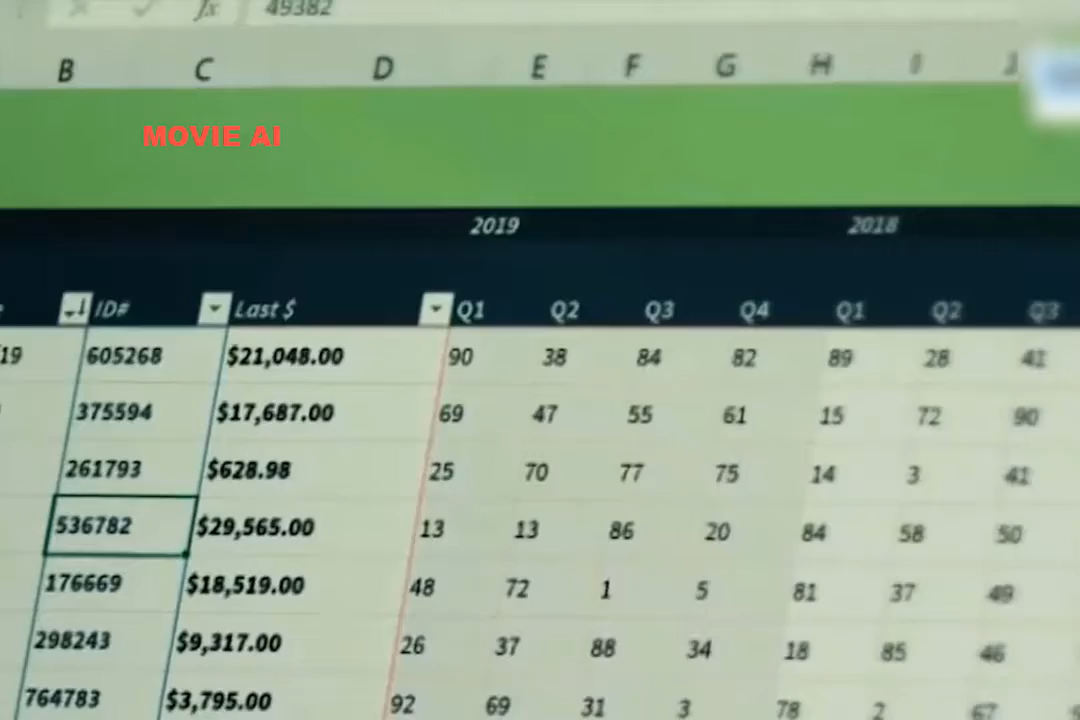 fx 49382
B C D E F G H I J
MOVIE AI
2019 2018
ID# Last $ Q1 Q2 Q3 Q4 Q1 Q2 Q3
19 605268 $21,048.00 90 38 84 82 89 28 41
375594 $17,687.00 69 47 55 61 15 72 90
261793 $628.98 25 70 77 75 14 3 41
536782 $29,565.00 13 13 86 20 84 58 50
176669 $18,519.00 48 72 1 5 81 37 49
298243 $9,317.00 26 37 88 34 18 85 46
764783 $3,795.00 92 69 31 3 78 2 67